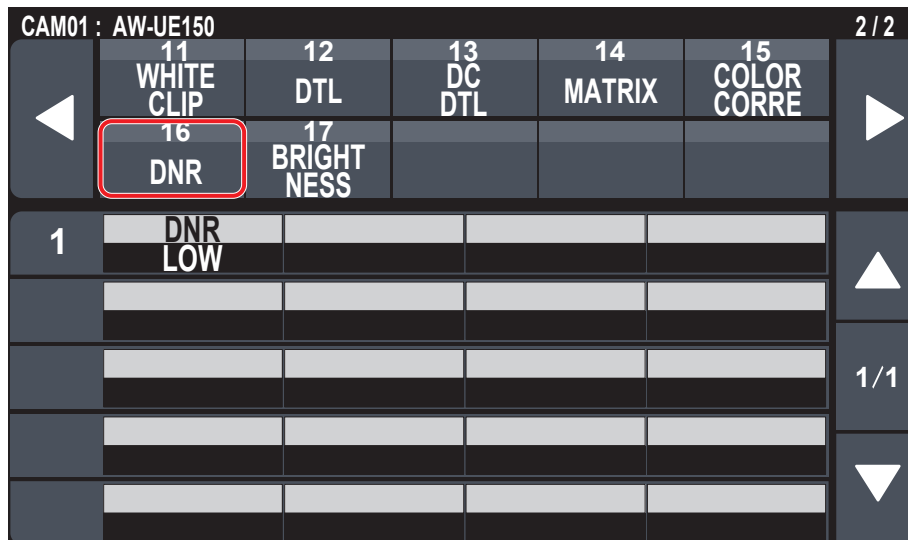 CAM01 : AW-UE150 2 / 2
11 12 13 14 15
WHITE CLIP DTL DC DTL MATRIX COLOR CORRE
16 17
DNR BRIGHT NESS
1 DNR
LOW
1/1